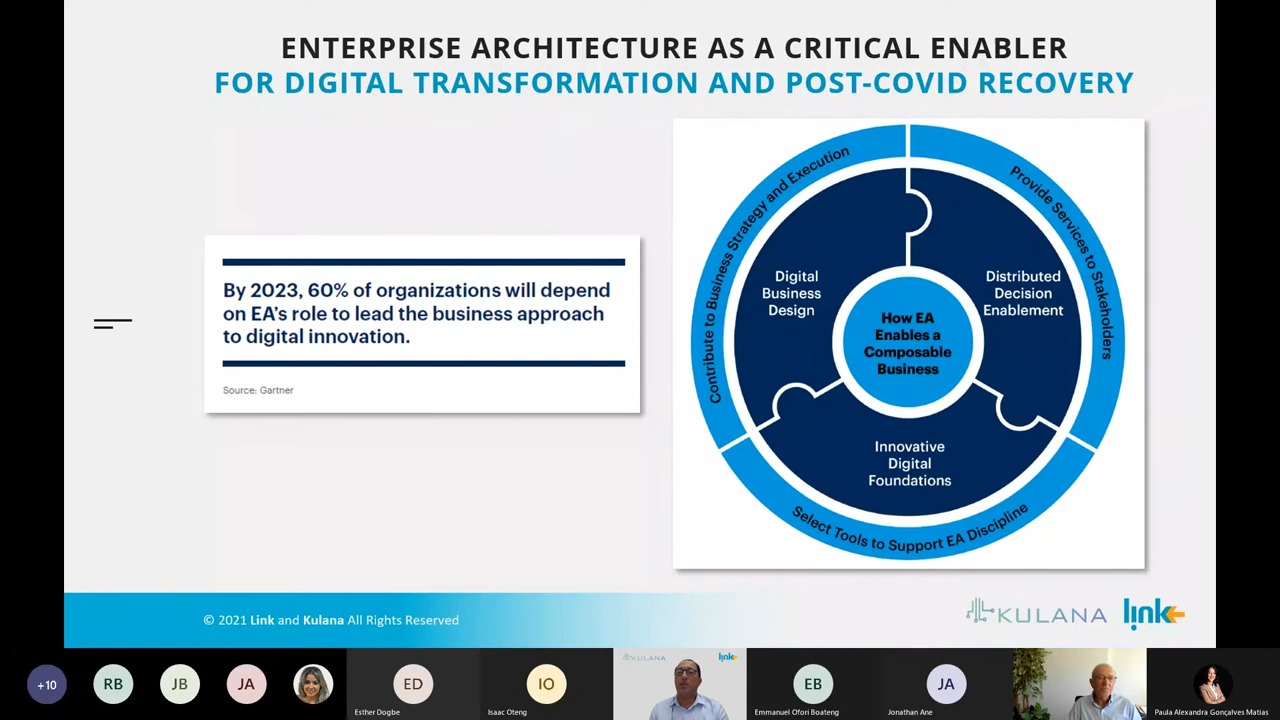 ENTERPRISE ARCHITECTURE AS A CRITICAL ENABLER
FOR DIGITAL TRANSFORMATION AND POST-COVID RECOVERY
By 2023, 60% of organizations will depend
on EA's role to lead the business approach
to digital innovation.
Source: Gartner
Contribute to Business Strategy and Execution
Provide Services to Stakeholders
Digital
Business
Design
Distributed
Decision
Enablement
How EA
Enables a
Composable
Business
Innovative
Digital
Foundations
Select Tools to Support EA Discipline
© 2021 Link and Kulana All Rights Reserved
KULANA
link
+10
RB
JB
JA
ED
Esther Dogbe
IO
Isaac Oteng
KULANA
link
EB
Emmanuel Ofori Boateng
JA
Jonathan Ane
Paula Alexandra Gonçalves Matias